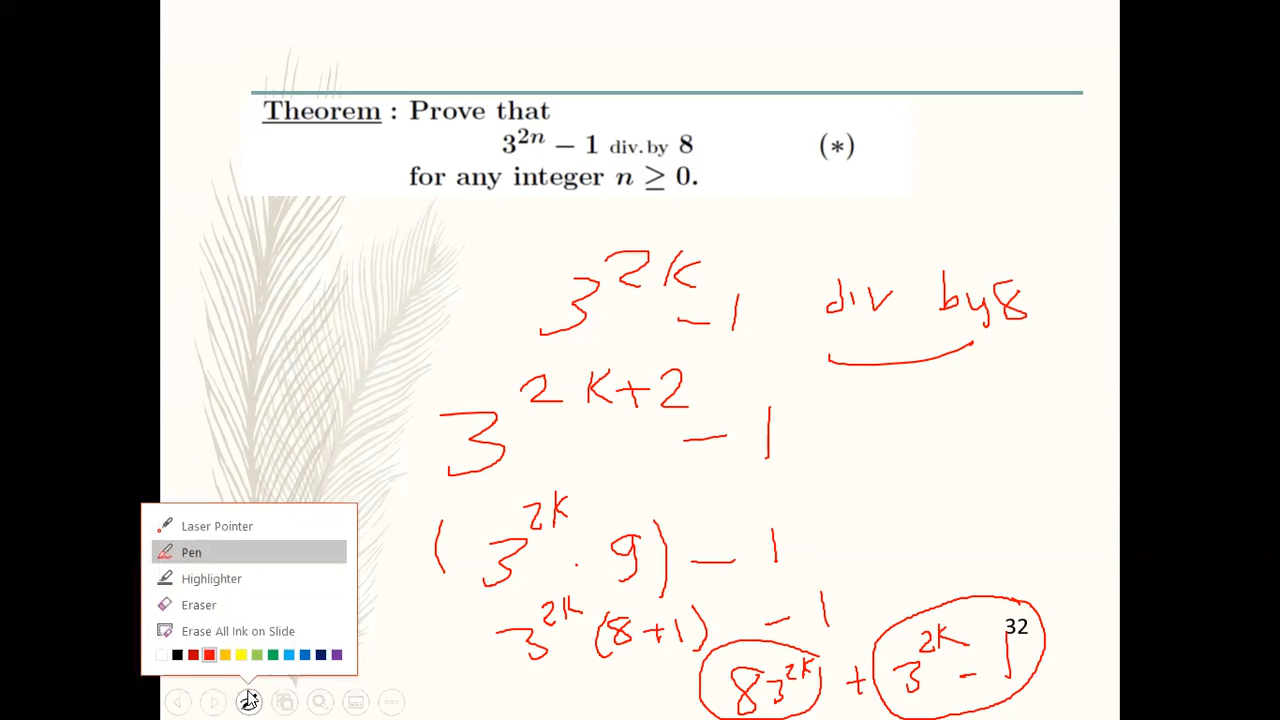 Theorem : Prove that
3^{2n} − 1 div. by 8 (∗)
for any integer n ≥ 0.
3^{2k} - 1 div by 8
3^{2k+2} - 1
(3^{2k} . 9) - 1
3^{2k} (8+1) - 1
8 3^{2k} + 3^{2k} - 1
32
Laser Pointer
Pen
Highlighter
Eraser
Erase All Ink on Slide